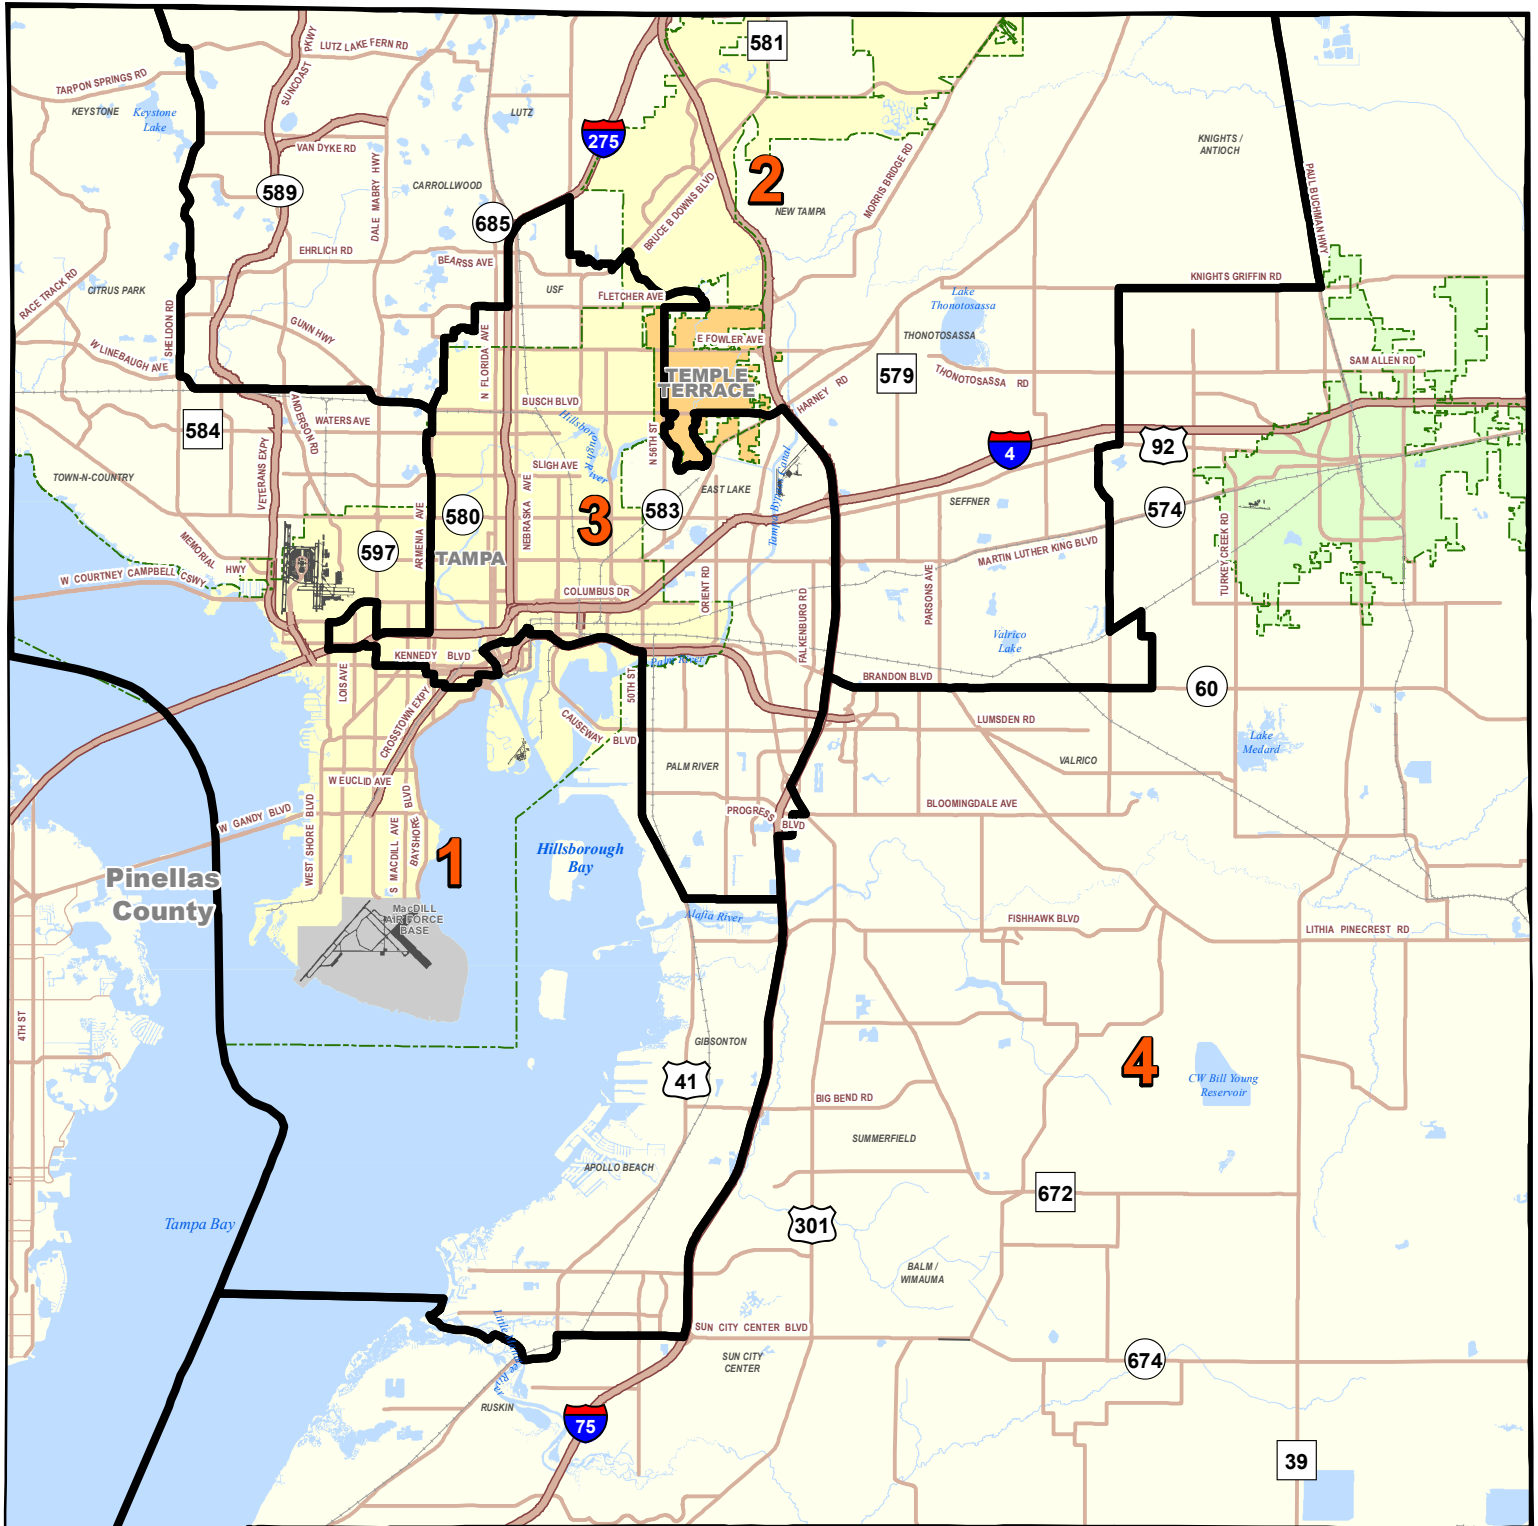 LUTZ LAKE FERN RD
SUNCOAST PKWY
581
TARPON SPRINGS RD
KEYSTONE
Keystone
Lake
LUTZ
275
VAN DYKE RD
DALE MABRY HWY
KNIGHTS /
ANTIOCH
MORRIS BRIDGE RD
PAUL BUCHMAN HWY
589
CARROLLWOOD
2
BRUCE B DOWNS BLVD
NEW TAMPA
685
EHRLICH RD
BEARSS AVE
RACE TRACK RD
CITRUS PARK
USF
FLETCHER AVE
KNIGHTS GRIFFIN RD
Lake
Thonotosassa
SHELDON RD
GUNN HWY
N FLORIDA AVE
E FOWLER AVE
THONOTOSASSA
W LINEBAUGH AVE
SAM ALLEN RD
TEMPLE
TERRACE
579
THONOTOSASSA RD
HARNEY RD
BUSCH BLVD
584
ANDERSON RD
WATERS AVE
Hillsborough River
N 56TH ST
VETERANS EXPY
4
92
SLIGH AVE
TOWN-N-COUNTRY
EAST LAKE
Tampa Bypass Canal
SEFFNER
574
580
3
583
NEBRASKA AVE
ARMENIA AVE
MEMORIAL HWY
597
TAMPA
MARTIN LUTHER KING BLVD
TURKEY CREEK RD
W COURTNEY CAMPBELL CSWY
COLUMBUS DR
ORIENT RD
FALKENBURG RD
PARSONS AVE
Valrico
Lake
KENNEDY BLVD
Palm River
BRANDON BLVD
60
LOIS AVE
50TH ST
CROSSTOWN EXPY
CAUSEWAY BLVD
LUMSDEN RD
Lake
Medard
PALM RIVER
VALRICO
W EUCLID AVE
W GANDY BLVD
WEST SHORE BLVD
S MACDILL AVE
BAYSHORE BLVD
PROGRESS BLVD
BLOOMINGDALE AVE
1
Hillsborough
Bay
Pinellas
County
MacDILL
AIR FORCE
BASE
Alafia River
FISHHAWK BLVD
LITHIA PINECREST RD
4TH ST
GIBSONTON
4
41
CW Bill Young
Reservoir
BIG BEND RD
SUMMERFIELD
APOLLO BEACH
672
Tampa Bay
301
BALM /
WIMAUMA
Little Manatee River
SUN CITY CENTER BLVD
SUN CITY
CENTER
674
RUSKIN
75
39